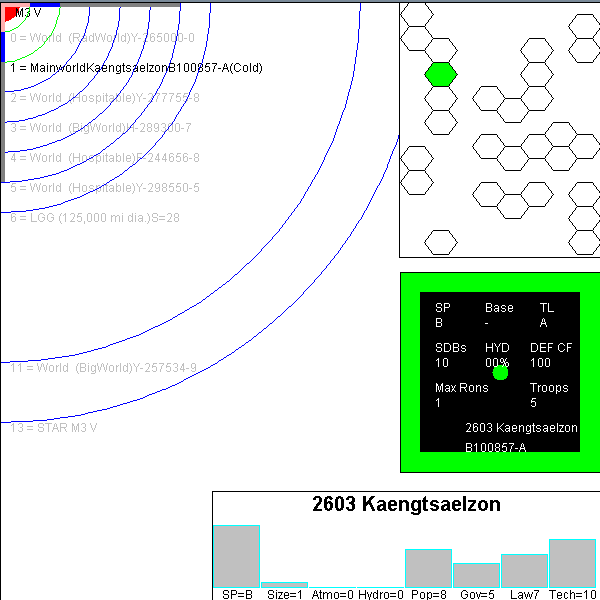 M3 V
0 = World (RadWorld)Y-265000-0
1 = MainworldKaengtsaelzonB100857-A(Cold)
2 = World (Hospitable)Y-277755-8
3 = World (BigWorld)H-289300-7
4 = World (Hospitable)F-244656-8
5 = World (Hospitable)Y-298550-5
6 = LGG (125,000 mi dia.)S=28
11 = World (BigWorld)Y-257534-9
13 = STAR M3 V
SP Base TL
B - A
SDBs HYD DEF CF
10 00% 100
Max Rons Troops
1 5
2603 Kaengtsaelzon
B100857-A
2603 Kaengtsaelzon
SP=B Size=1 Atmo=0 Hydro=0 Pop=8 Gov=5 Law7 Tech=10